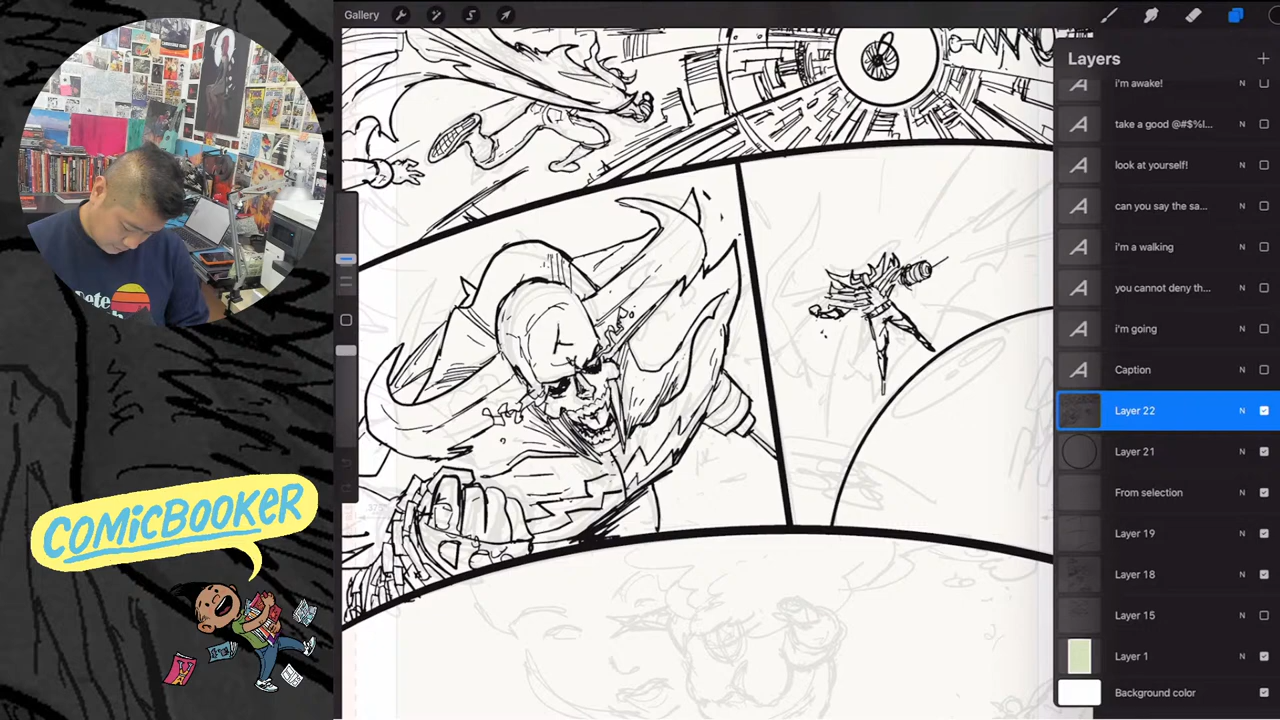 Gallery
Layers
i'm awake!
N
take a good @#$%!...
N
look at yourself!
N
can you say the sa...
N
i'm a walking
N
you cannot deny th...
N
i'm going
N
Caption
N
Layer 22
N
Layer 21
N
From selection
N
Layer 19
N
Layer 18
N
Layer 15
N
Layer 1
N
Background color
COMICBOOKER